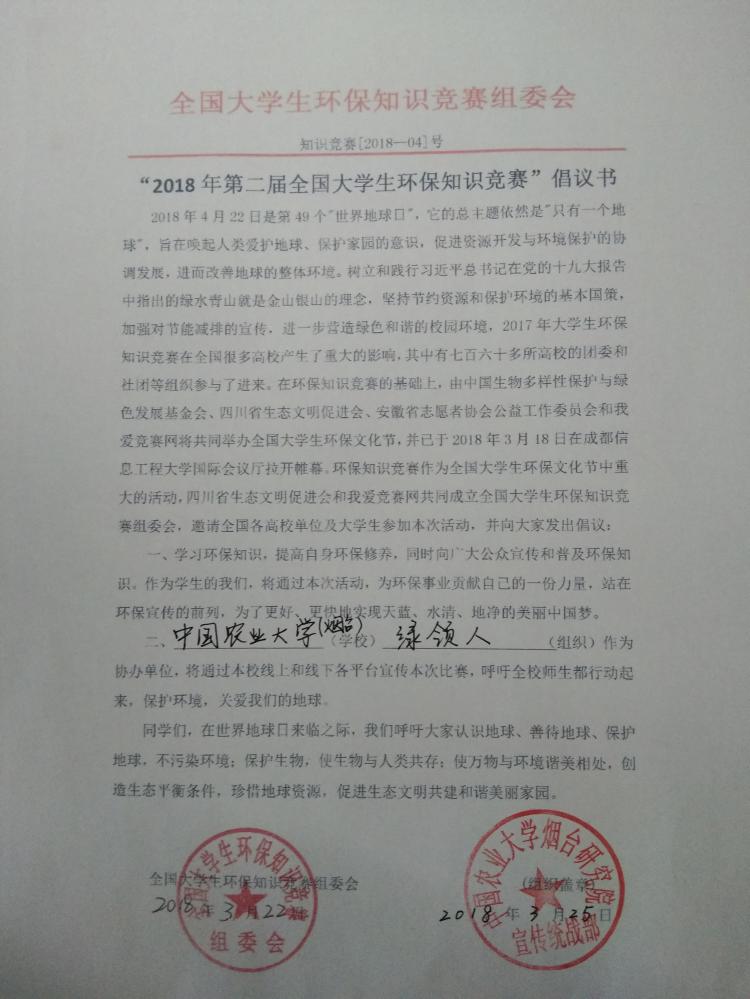 全国大学生环保知识竞赛组委会
知识竞赛[2018—04]号
“2018 年第二届全国大学生环保知识竞赛”倡议书
2018 年 4 月 22 日是第 49 个"世界地球日"，它的总主题依然是"只有一个地
球"，旨在唤起人类爱护地球、保护家园的意识，促进资源开发与环境保护的协
调发展，进而改善地球的整体环境。树立和践行习近平总书记在党的十九大报告
中指出的绿水青山就是金山银山的理念，坚持节约资源和保护环境的基本国策，
加强对节能减排的宣传，进一步营造绿色和谐的校园环境，2017 年大学生环保
知识竞赛在全国很多高校产生了重大的影响，其中有七百六十多所高校的团委和
社团等组织参与了进来。在环保知识竞赛的基础上，由中国生物多样性保护与绿
色发展基金会、四川省生态文明促进会、安徽省志愿者协会公益工作委员会和我
爱竞赛网将共同举办全国大学生环保文化节，并已于 2018 年 3 月 18 日在成都信
息工程大学国际会议厅拉开帷幕。环保知识竞赛作为全国大学生环保文化节中重
大的活动，四川省生态文明促进会和我爱竞赛网共同成立全国大学生环保知识竞
赛组委会，邀请全国各高校单位及大学生参加本次活动，并向大家发出倡议：
一、学习环保知识，提高自身环保修养，同时向广大公众宣传和普及环保知
识。作为学生的我们，将通过本次活动，为环保事业贡献自己的一份力量，站在
环保宣传的前列，为了更好、更快地实现天蓝、水清、地净的美丽中国梦。
二、中国农业大学(烟台)（学校）绿领人（组织）作为
协办单位，将通过本校线上和线下各平台宣传本次比赛，呼吁全校师生都行动起
来，保护环境，关爱我们的地球。
同学们，在世界地球日来临之际，我们呼吁大家认识地球、善待地球、保护
地球，不污染环境；保护生物，使生物与人类共存；使万物与环境谐美相处，创
造生态平衡条件，珍惜地球资源，促进生态文明共建和谐美丽家园。
全国大学生环保知识竞赛组委会
2018 年 3 月 22 日
全国大学生环保知识竞赛
组委会
（组织盖章）
2018 年 3 月 25 日
中国农业大学烟台研究院
宣传统战部